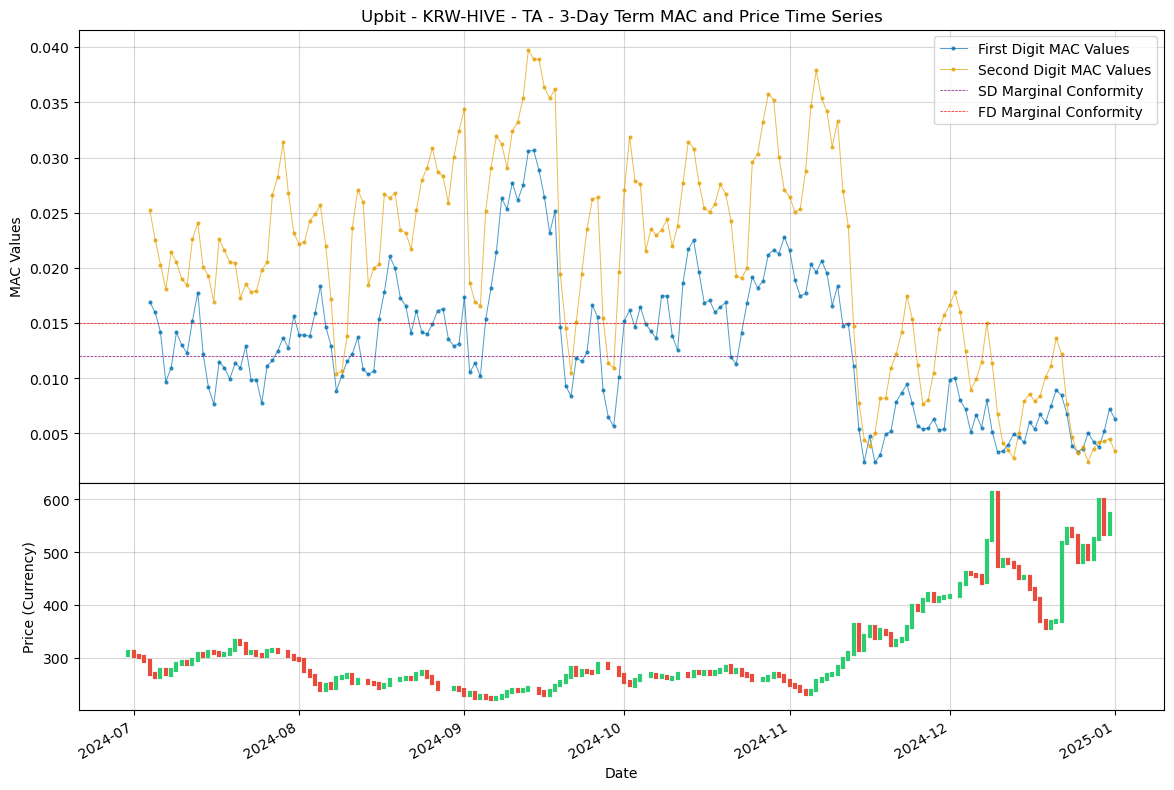 Upbit - KRW-HIVE - TA - 3-Day Term MAC and Price Time Series
First Digit MAC Values
Second Digit MAC Values
SD Marginal Conformity
FD Marginal Conformity
MAC Values
0.040
0.035
0.030
0.025
0.020
0.015
0.010
0.005
Price (Currency)
600
500
400
300
2024-07
2024-08
2024-09
2024-10
2024-11
2024-12
2025-01
Date